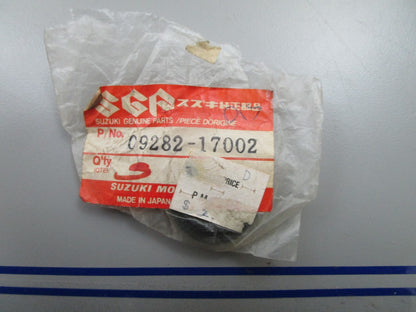 SGP スズキ純正部品
SUZUKI GENUINE PARTS/PIECE D'ORIGINE
P/No. 09282-17002
Q'ty
SUZUKI MO
MADE IN JAPAN